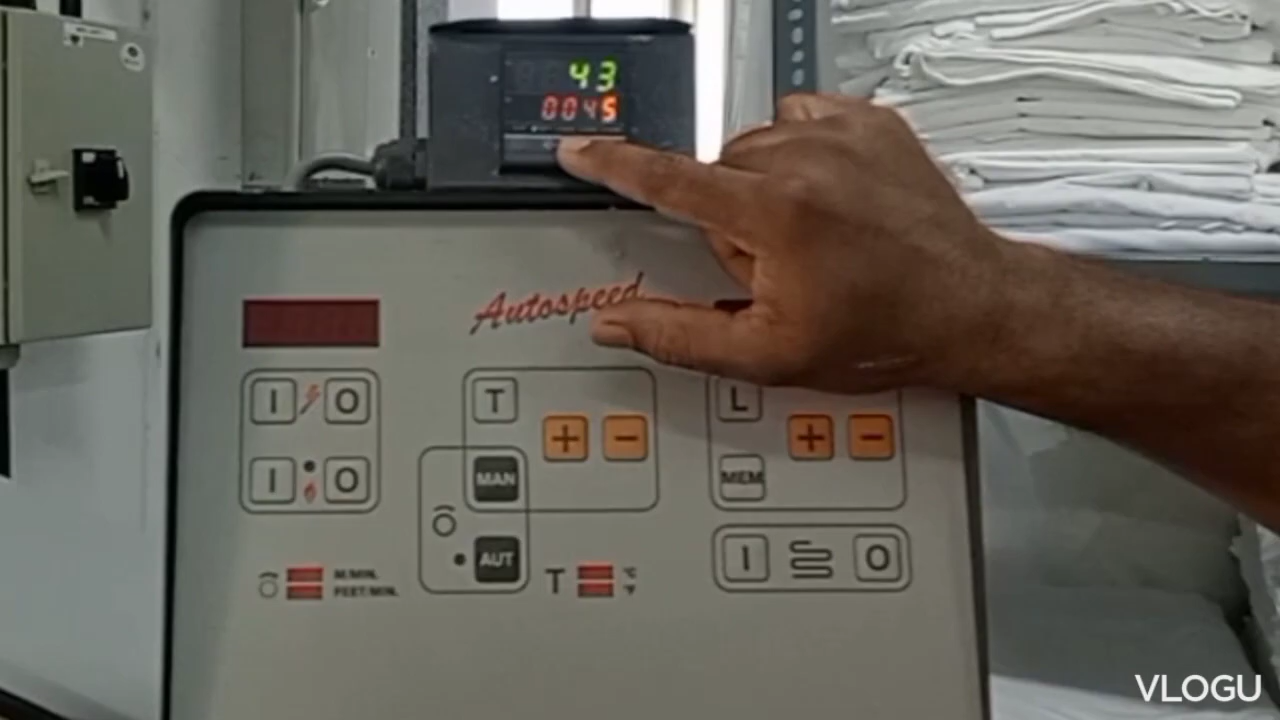 43
0045
Autospeed
I O
T
L
+ -
+ -
I O
MAN
MEM
AUT
I O
M/MIN.
FEET/MIN.
T
°C
°F
VLOGU